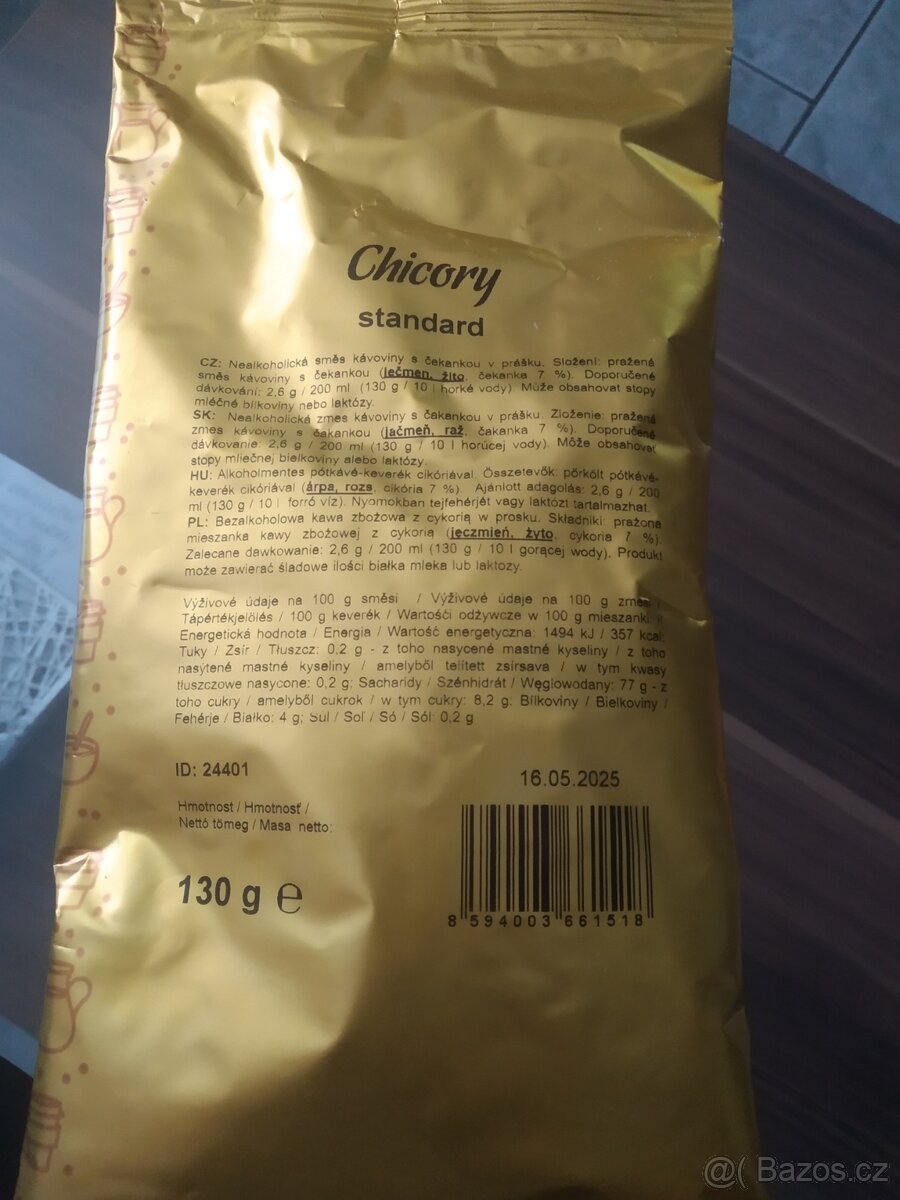 Chicory
standard
CZ: Nealkoholická směs kávoviny s čekankou v prášku. Složení: pražená
směs kávoviny s čekankou (ječmen, žito, čekanka 7 %). Doporučené
dávkování: 2,6 g / 200 ml (130 g / 10 l horké vody). Může obsahovat stopy
mléčné bílkoviny nebo laktózy.
SK: Nealkoholická zmes kávoviny s čakankou v prášku. Zloženie: pražená
zmes kávoviny s čakankou (jačmeň, raž, čakanka 7 %). Doporučené
dávkovanie: 2,6 g / 200 ml (130 g / 10 l horúcej vody). Môže obsahovať
stopy mliečnej bielkoviny alebo laktózy.
HU: Alkoholmentes pótkávé-keverék cikóriával. Összetevők: pörkölt pótkávé-
keverék cikóriával (árpa, rozs, cikória 7 %). Ajánlott adagolás: 2,6 g / 200
ml (130 g / 10 l forró víz). Nyomokban tejfehérjét vagy laktózt tartalmazhat.
PL: Bezalkoholowa kawa zbożowa z cykorią w prosku. Składniki: prażona
mieszanka kawy zbożowej z cykorią (jęczmień, żyto, cykoria 7 %).
Zalecane dawkowanie: 2,6 g / 200 ml (130 g / 10 l gorącej wody). Produkt
może zawierać śladowe ilości białka mleka lub laktozy.
Výživové údaje na 100 g směsi / Výživové údaje na 100 g zmesi /
Tápértékjelölés / 100 g keverék / Wartośći odżywcze w 100 g mieszanki:
Energetická hodnota / Energia / Wartość energetyczna: 1494 kJ / 357 kcal;
Tuky / Zsír / Tłuszcz: 0,2 g - z toho nasycené mastné kyseliny / z toho
nasýtené mastné kyseliny / amelyből telített zsírsava / w tym kwasy
tłuszczowe nasycone: 0,2 g; Sacharidy / Szénhidrát / Węglowodany: 77 g - z
toho cukry / amelyből cukrok / w tym cukry: 8,2 g. Bílkoviny / Bielkoviny /
Fehérje / Białko: 4 g; Sůl / Soľ / Só / Sól: 0,2 g
ID: 24401
16.05.2025
Hmotnost / Hmotnosť /
Nettó tömeg / Masa netto:
130 g ℮
8 594003 661518
@( Bazos.cz